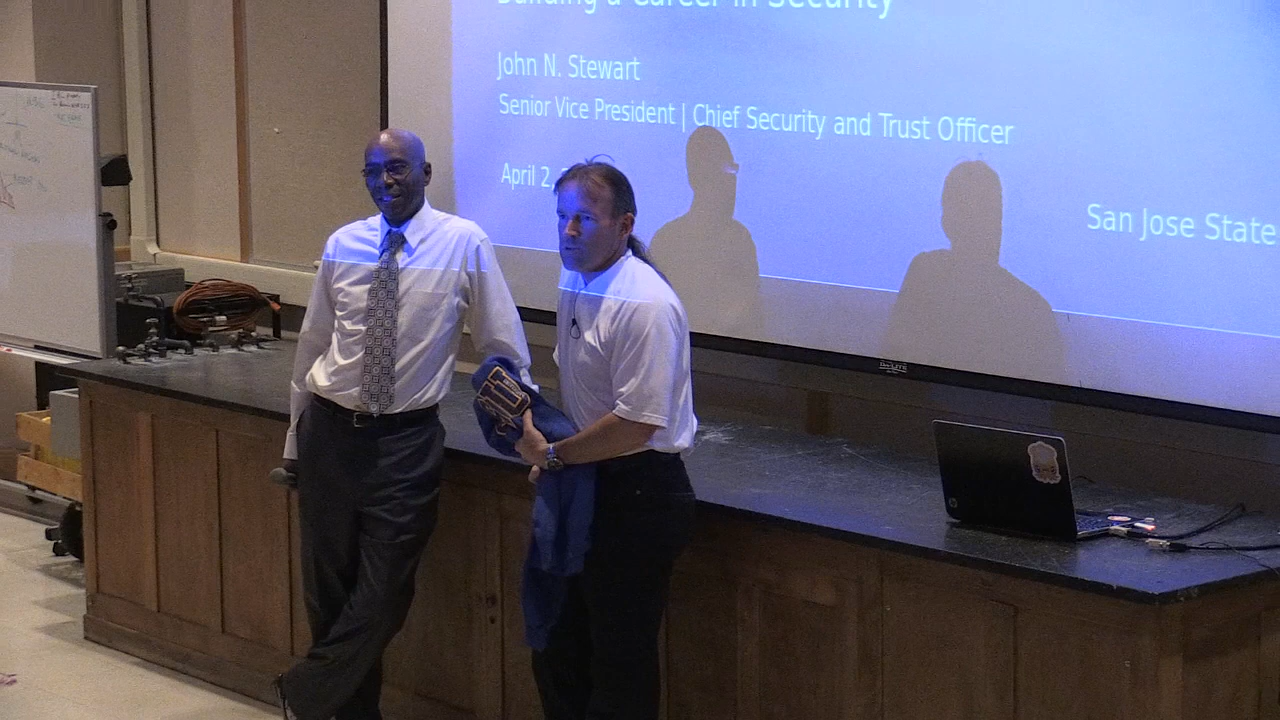 Building a Career in Security
John N. Stewart
Senior Vice President | Chief Security and Trust Officer
April 2
San Jose State